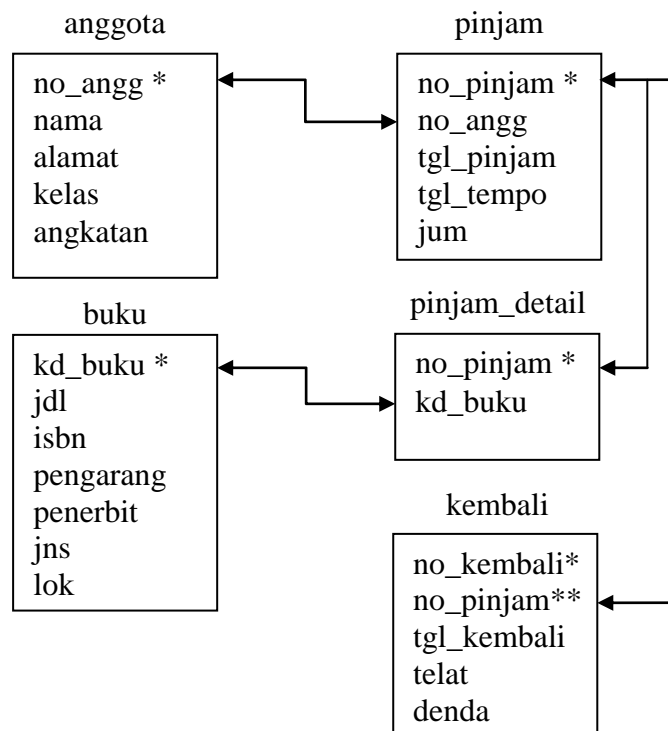 anggota
no_angg *
nama
alamat
kelas
angkatan
pinjam
no_pinjam *
no_angg
tgl_pinjam
tgl_tempo
jum
buku
kd_buku *
jdl
isbn
pengarang
penerbit
jns
lok
pinjam_detail
no_pinjam *
kd_buku
kembali
no_kembali*
no_pinjam**
tgl_kembali
telat
denda